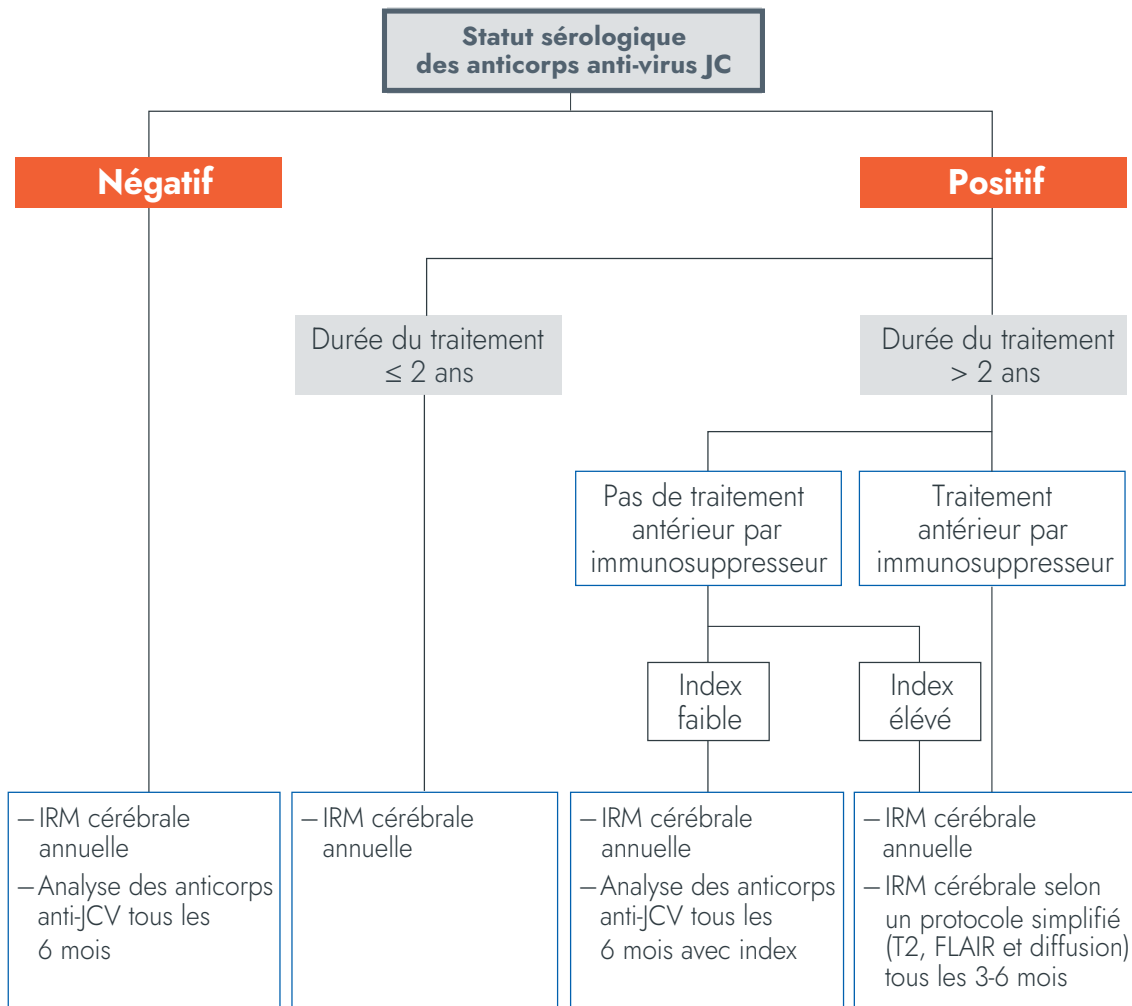 Statut sérologique
des anticorps anti-virus JC
Négatif
Positif
Durée du traitement
≤ 2 ans
Durée du traitement
> 2 ans
Pas de traitement
antérieur par
immunosuppresseur
Traitement
antérieur par
immunosuppresseur
Index
faible
Index
élévé
– IRM cérébrale
annuelle
– Analyse des anticorps
anti-JCV tous les
6 mois
– IRM cérébrale
annuelle
– IRM cérébrale
annuelle
– Analyse des anticorps
anti-JCV tous les
6 mois avec index
– IRM cérébrale
annuelle
– IRM cérébrale selon
un protocole simplifié
(T2, FLAIR et diffusion)
tous les 3-6 mois